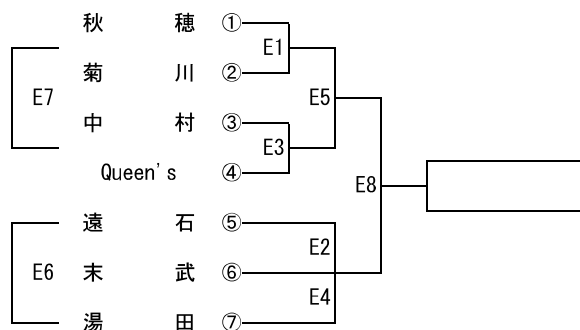 秋 穂 ①
E1
菊 川 ②
E7 E5
中 村 ③
E3
Queen's ④
E8
遠 石 ⑤
E2
E6 末 武 ⑥
E4
湯 田 ⑦